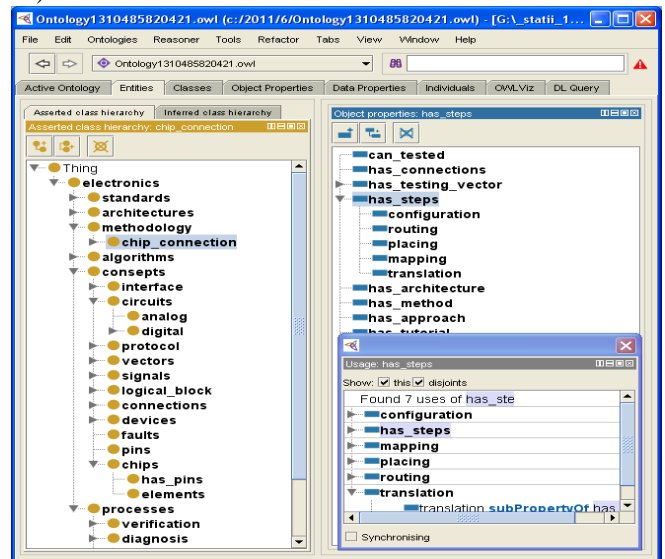 Ontology1310485820421.owl (c:/2011/6/Ontology1310485820421.owl) - [G:\_statii_1...
File Edit Ontologies Reasoner Tools Refactor Tabs View Window Help
Ontology1310485820421.owl
Active Ontology Entities Classes Object Properties Data Properties Individuals OWLViz DL Query
Asserted class hierarchy Inferred class hierarchy
Asserted class hierarchy: chip_connection
Thing
electronics
standards
architectures
methodology
chip_connection
algorithms
consepts
interface
circuits
analog
digital
protocol
vectors
signals
logical_block
connections
devices
faults
pins
chips
has_pins
elements
processes
verification
diagnosis
Object properties: has_steps
can_tested
has_connections
has_testing_vector
has_steps
configuration
routing
placing
mapping
translation
has_architecture
has_method
has_approach
has_tutorial
Usage: has_steps
Show: this disjoints
Found 7 uses of has_ste
configuration
has_steps
mapping
placing
routing
translation
translation subPropertyOf has
Synchronising